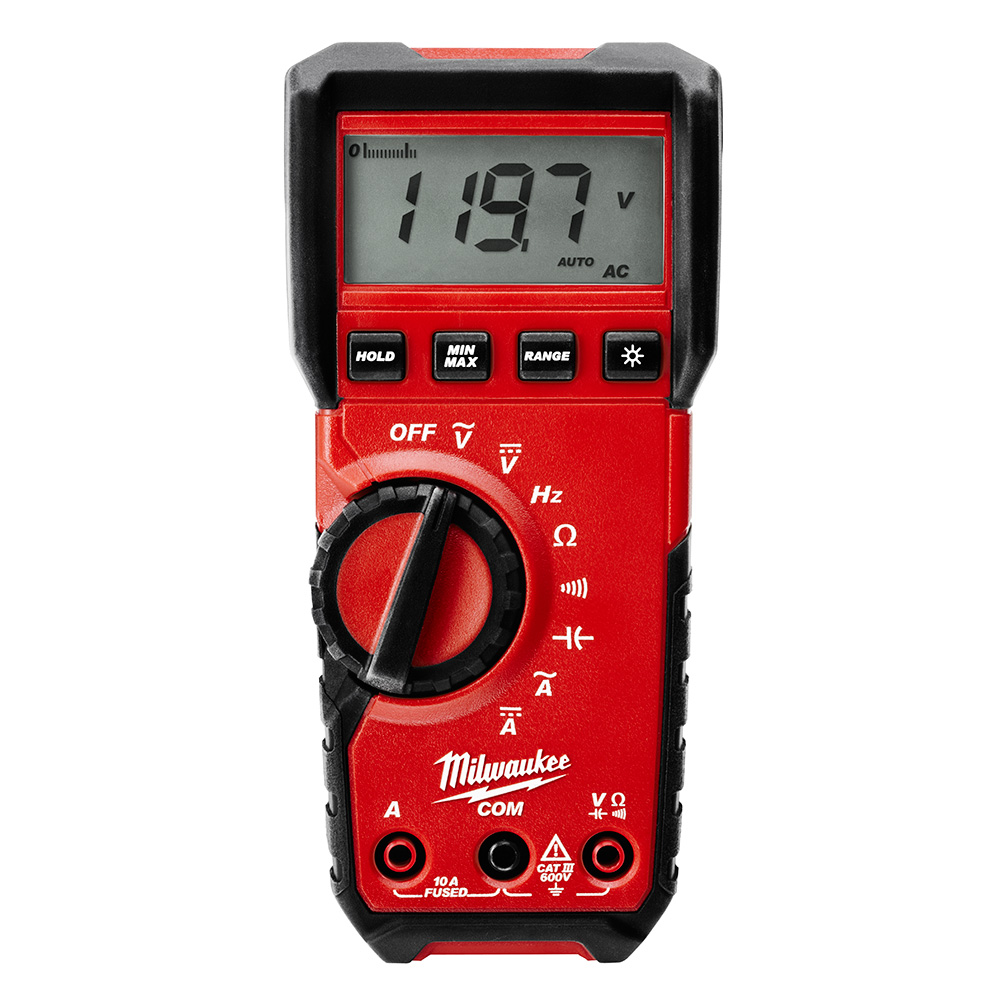 0
119.7 V
AUTO AC
HOLD MIN MAX RANGE
OFF Ṽ
V
Hz
Ω
Ã
A
Milwaukee
A COM V Ω
10 A FUSED
CAT III 600V